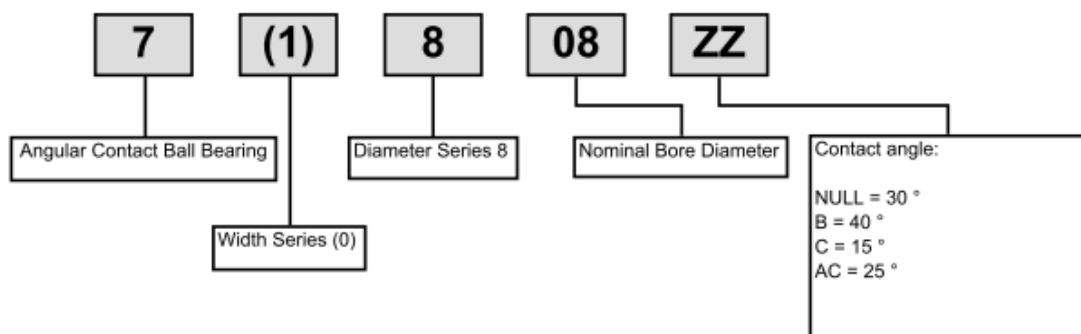 7 (1) 8 08 ZZ
Angular Contact Ball Bearing
Diameter Series 8
Nominal Bore Diameter
Contact angle:
NULL = 30 °
B = 40 °
C = 15 °
AC = 25 °
Width Series (0)